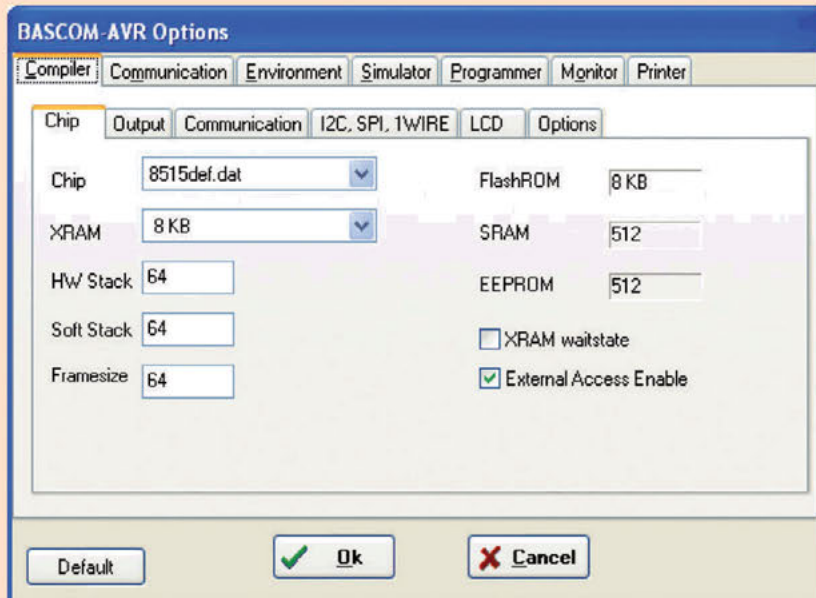 BASCOM-AVR Options
Compiler Communication Environment Simulator Programmer Monitor Printer
Chip Output Communication I2C, SPI, 1WIRE LCD Options
Chip 8515def.dat FlashROM 8 KB
XRAM 8 KB SRAM 512
HW Stack 64 EEPROM 512
Soft Stack 64 XRAM waitstate
Framesize 64 External Access Enable
Default Ok Cancel